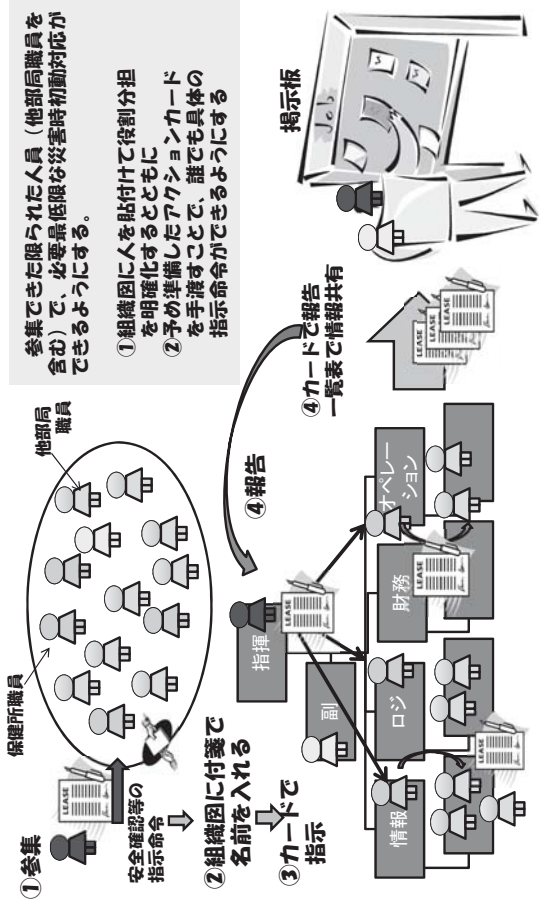 参集できた限られた人員（他部局職員を
含む）で、必要最低限な災害時初動対応が
できるようにする。
①組織図に人を貼付けて役割分担
を明確化するとともに
②予め準備したアクションカード
を手渡すことで、誰でも具体の
指示命令ができるようにする
①参集
保健所職員
他部局
職員
LEASE
安全確認等の
指示命令
②組織図に付箋で
名前を入れる
③カードで
指示
指揮
LEASE
副
情報
ロジ
財務
オペレー
ション
LEASE
LEASE
④報告
④カードで報告
一覧表で情報共有
LEASE
LEASE
LEASE
掲示板
Job